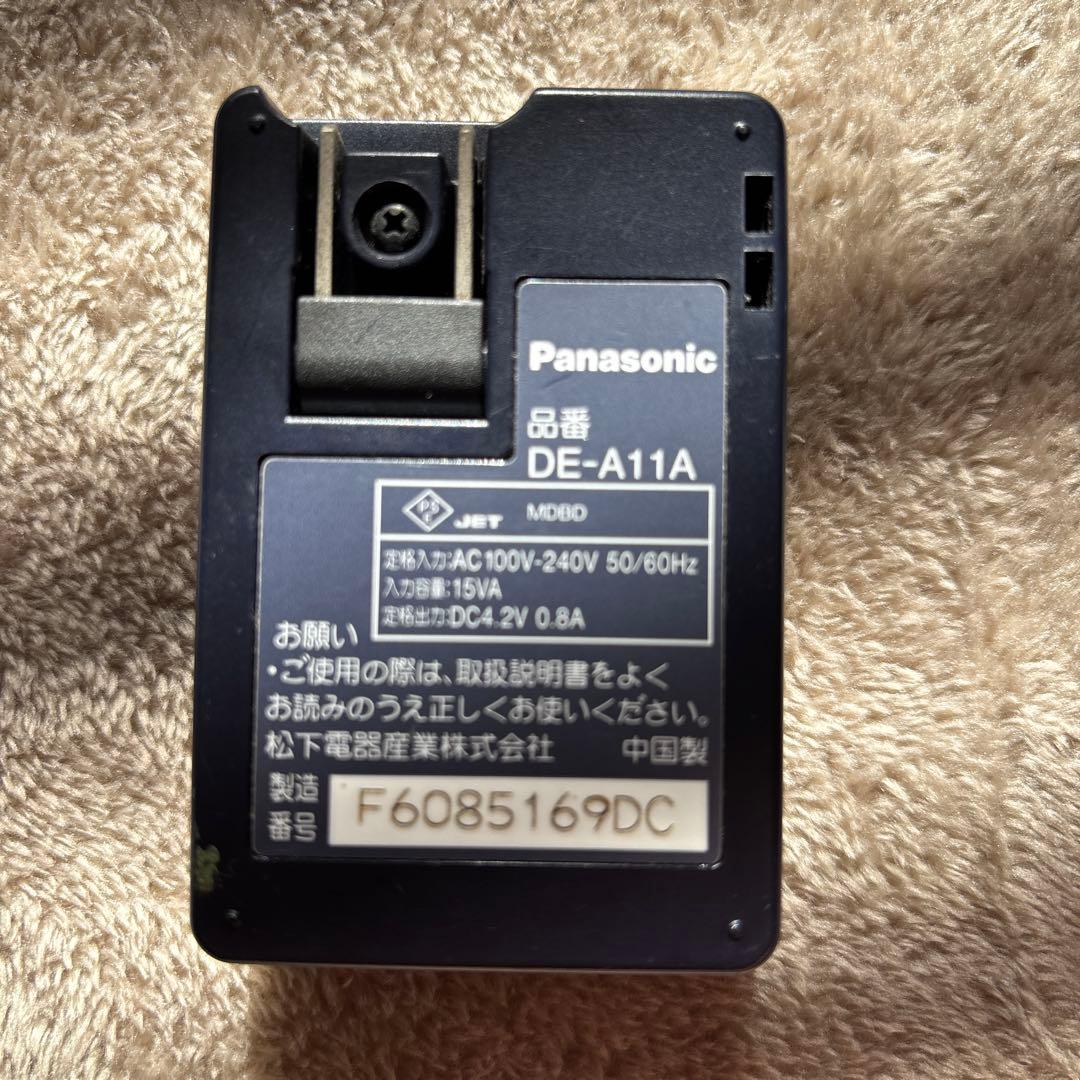 Panasonic
品番
DE-A11A
PS
E
JET MDBD
定格入力:AC100V-240V 50/60Hz
入力容量:15VA
定格出力:DC4.2V 0.8A
お願い
・ご使用の際は、取扱説明書をよく
お読みのうえ正しくお使いください。
松下電器産業株式会社 中国製
製造
番号 F6085169DC